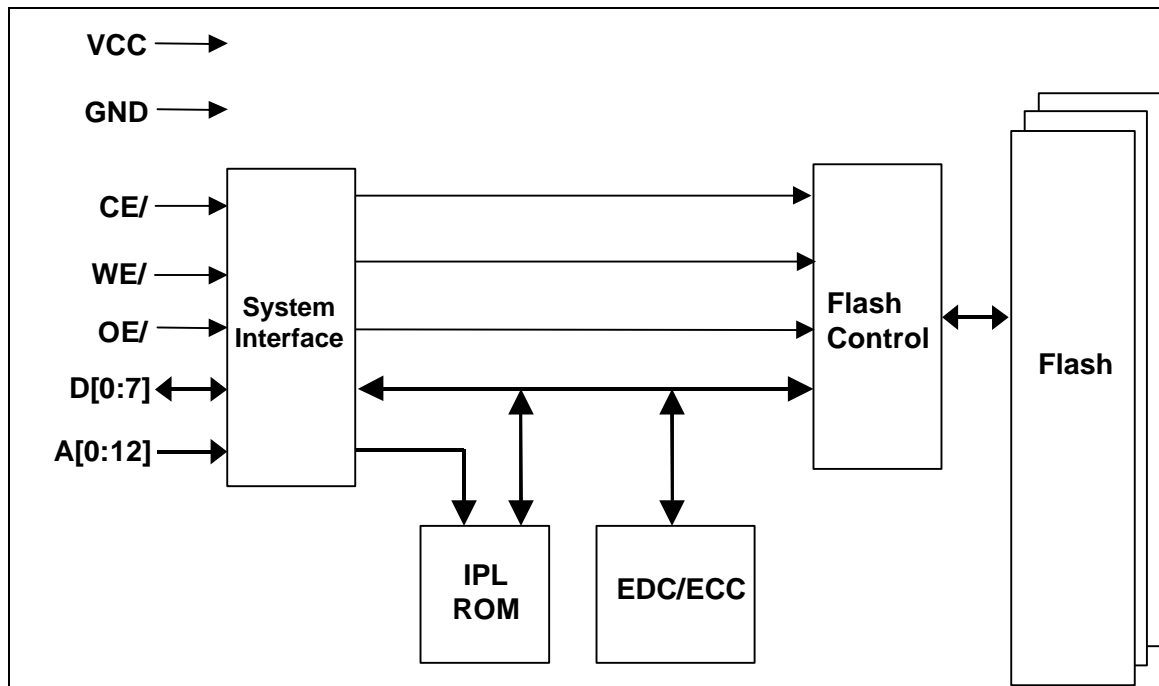 VCC
GND
CE/
WE/
OE/
D[0:7]
A[0:12]
System
Interface
Flash
Control
Flash
IPL
ROM
EDC/ECC